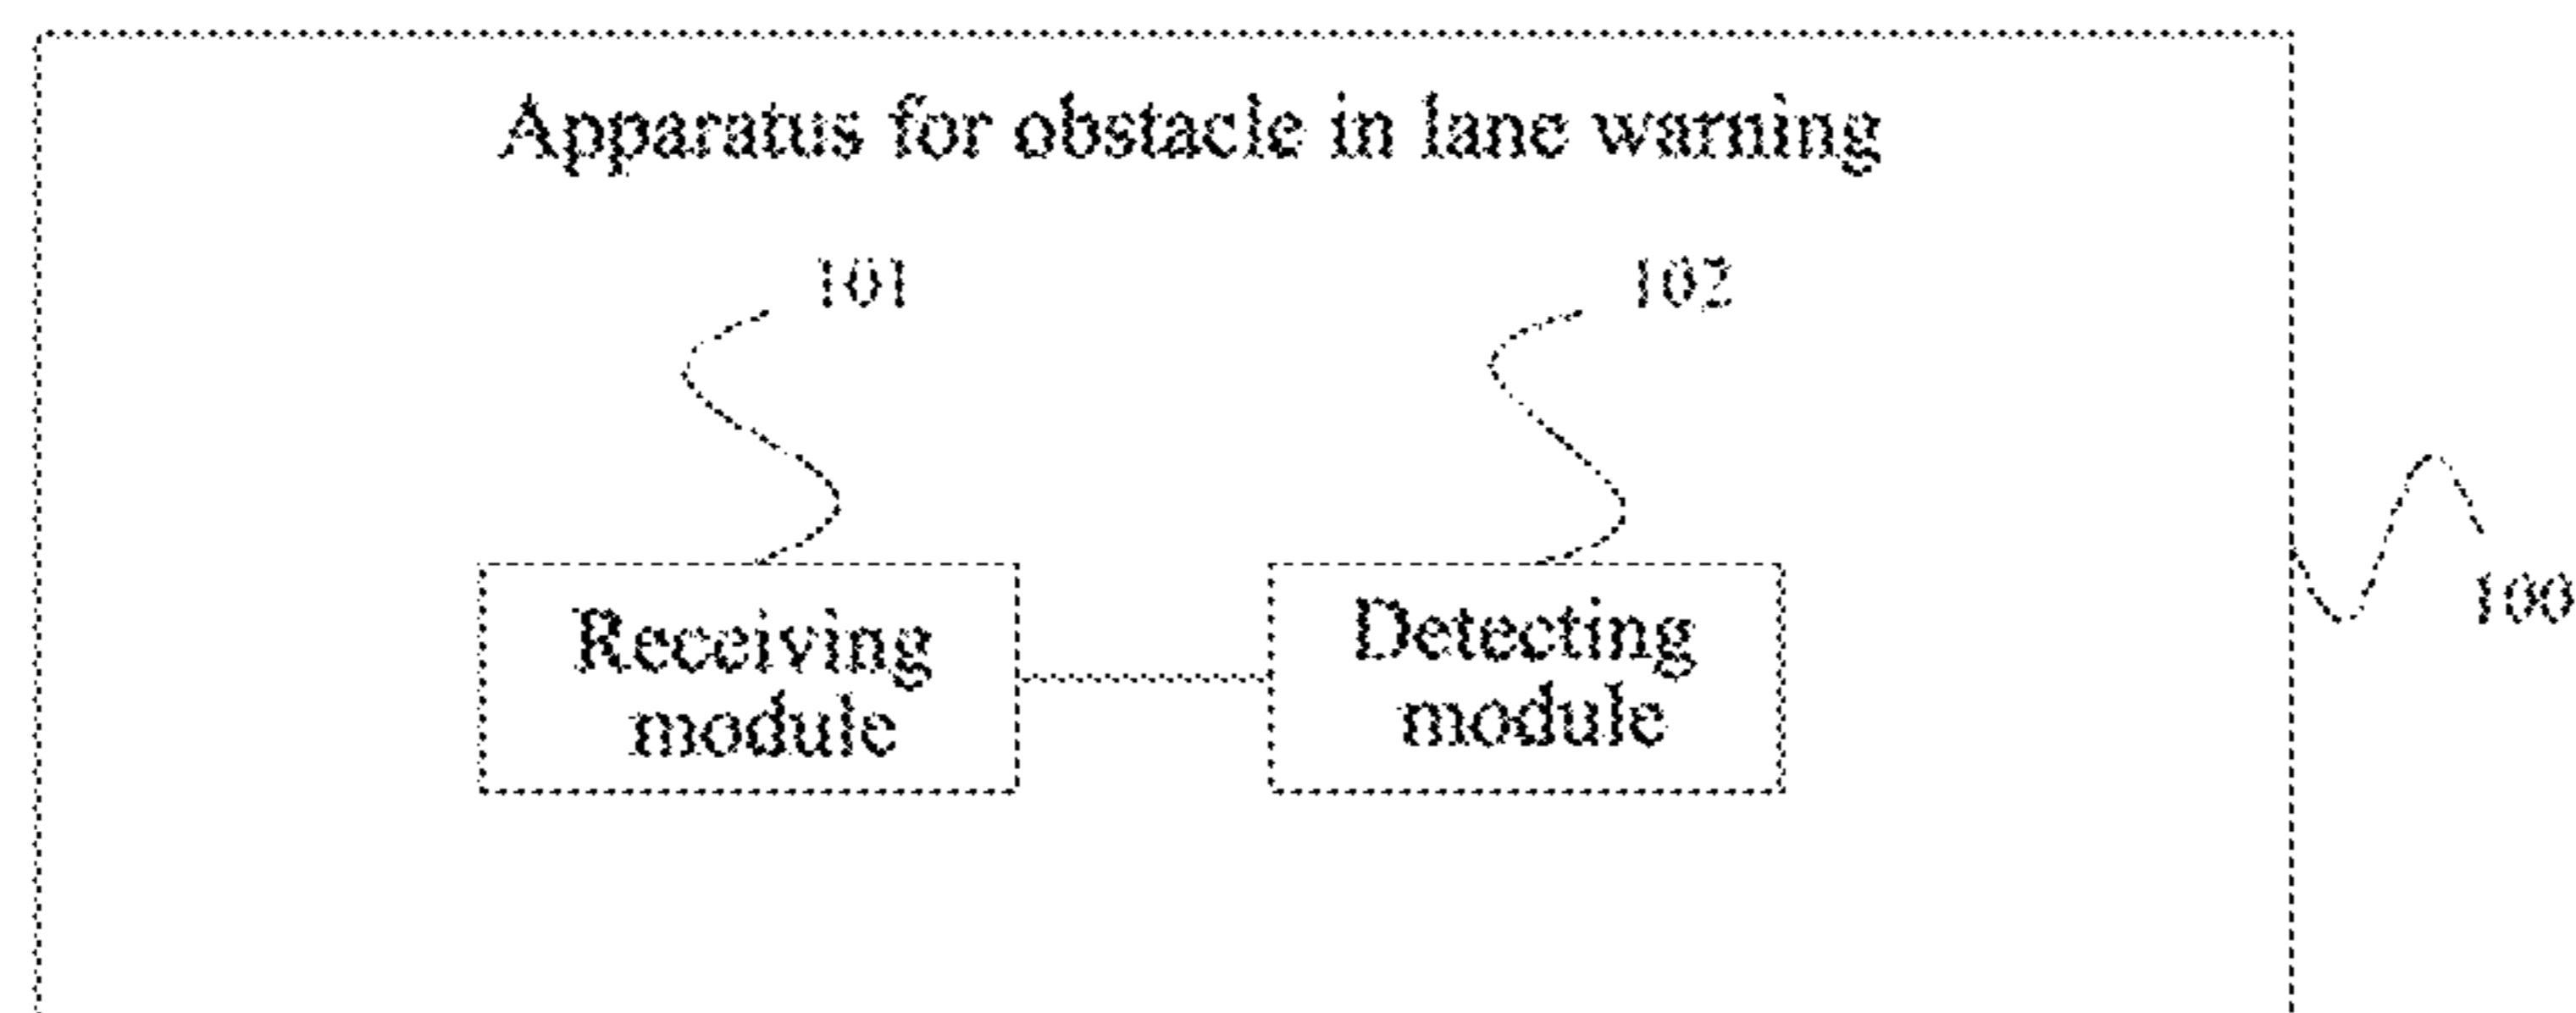 Apparatus for obstacle in lane warning
101
102
Receiving
module
Detecting
module
100